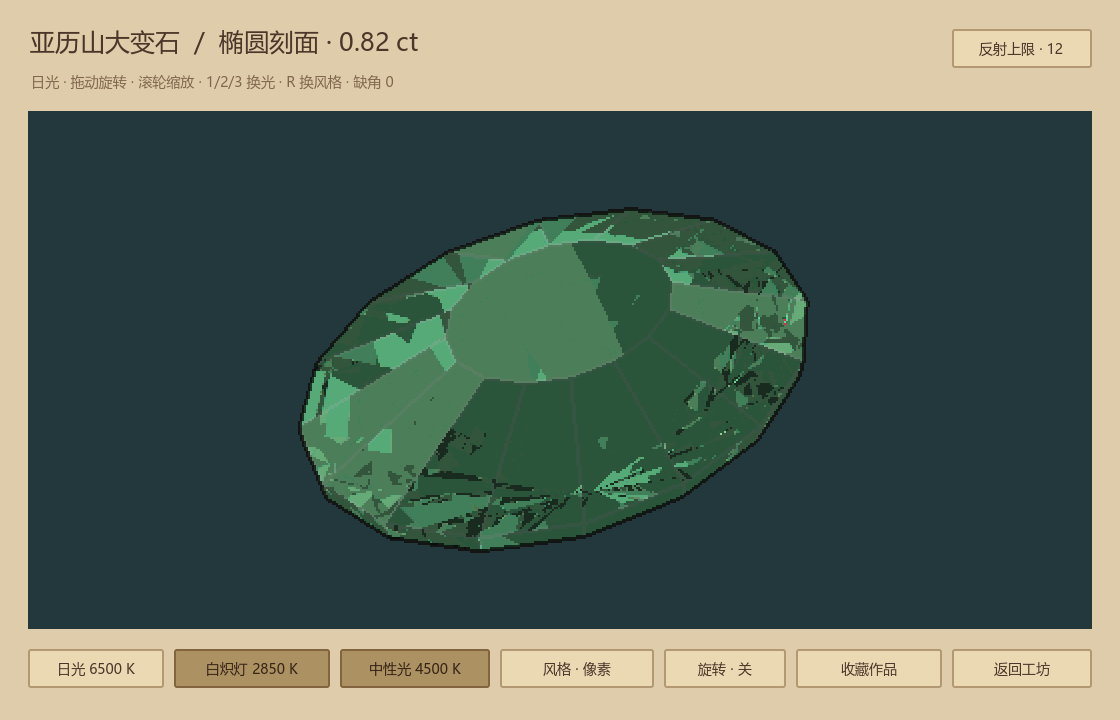 亚历山大变石 / 椭圆刻面 · 0.82 ct
反射上限 · 12
日光 · 拖动旋转 · 滚轮缩放 · 1/2/3 换光 · R 换风格 · 缺角 0
日光 6500 K
白炽灯 2850 K
中性光 4500 K
风格 · 像素
旋转 · 关
收藏作品
返回工坊